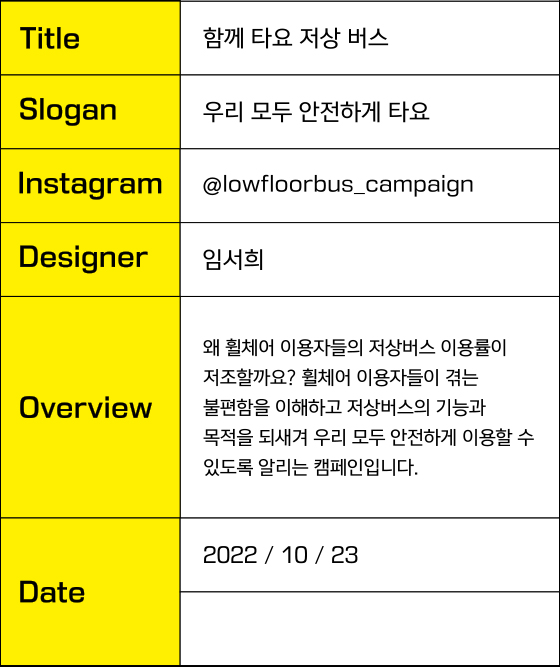 Title
함께 타요 저상 버스
Slogan
우리 모두 안전하게 타요
Instagram
@lowfloorbus_campaign
Designer
임서희
Overview
왜 휠체어 이용자들의 저상버스 이용률이
저조할까요? 휠체어 이용자들이 겪는
불편함을 이해하고 저상버스의 기능과
목적을 되새겨 우리 모두 안전하게 이용할 수
있도록 알리는 캠페인입니다.
Date
2022 / 10 / 23